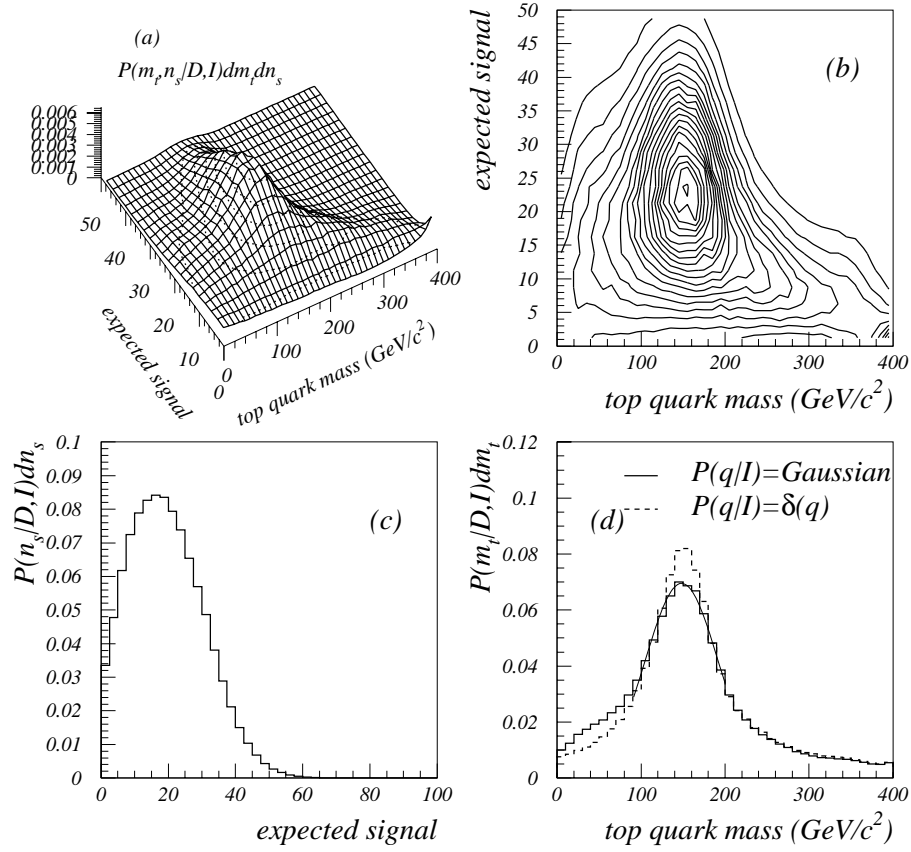 (a)
P(m_t,n_s/D,I)dm_tdn_s
0.006
0.005
0.004
0.003
0.002
0.001
0
50
40
30
20
10
0
0
100
200
300
400
expected signal
top quark mass (GeV/c²)
(b)
expected signal
50
45
40
35
30
25
20
15
10
5
0
0 100 200 300 400
top quark mass (GeV/c²)
(c)
P(n_s/D,I)dn_s
0.1
0.09
0.08
0.07
0.06
0.05
0.04
0.03
0.02
0.01
0
0 20 40 60 80 100
expected signal
(d)
P(m_t/D,I)dm_t
0.12
0.1
0.08
0.06
0.04
0.02
0
P(q/I)=Gaussian
P(q/I)=δ(q)
0 100 200 300 400
top quark mass (GeV/c²)